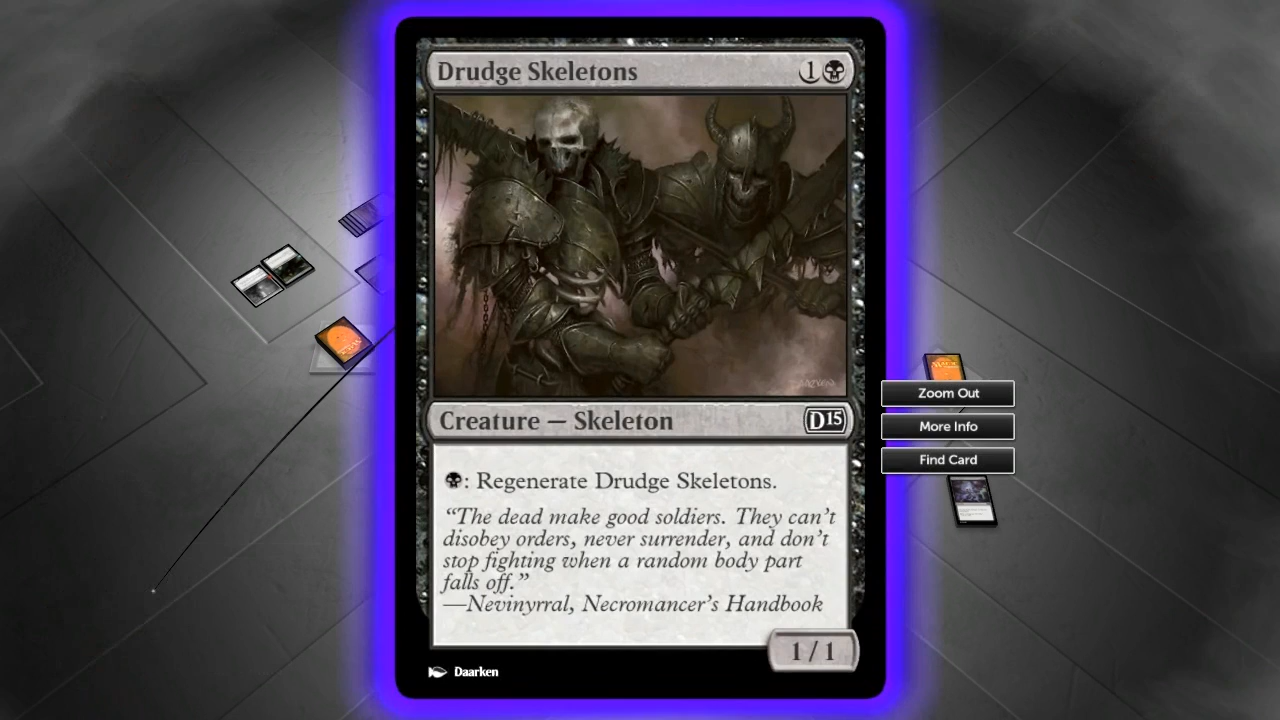 Drudge Skeletons 1
Creature — Skeleton D15
: Regenerate Drudge Skeletons.
“The dead make good soldiers. They can’t
disobey orders, never surrender, and don’t
stop fighting when a random body part
falls off.”
—Nevinyrral, Necromancer’s Handbook
1 / 1
Daarken
Zoom Out
More Info
Find Card